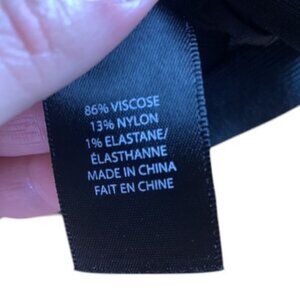 86% VISCOSE
13% NYLON
1% ELASTANE/
ÉLASTHANNE
MADE IN CHINA
FAIT EN CHINE